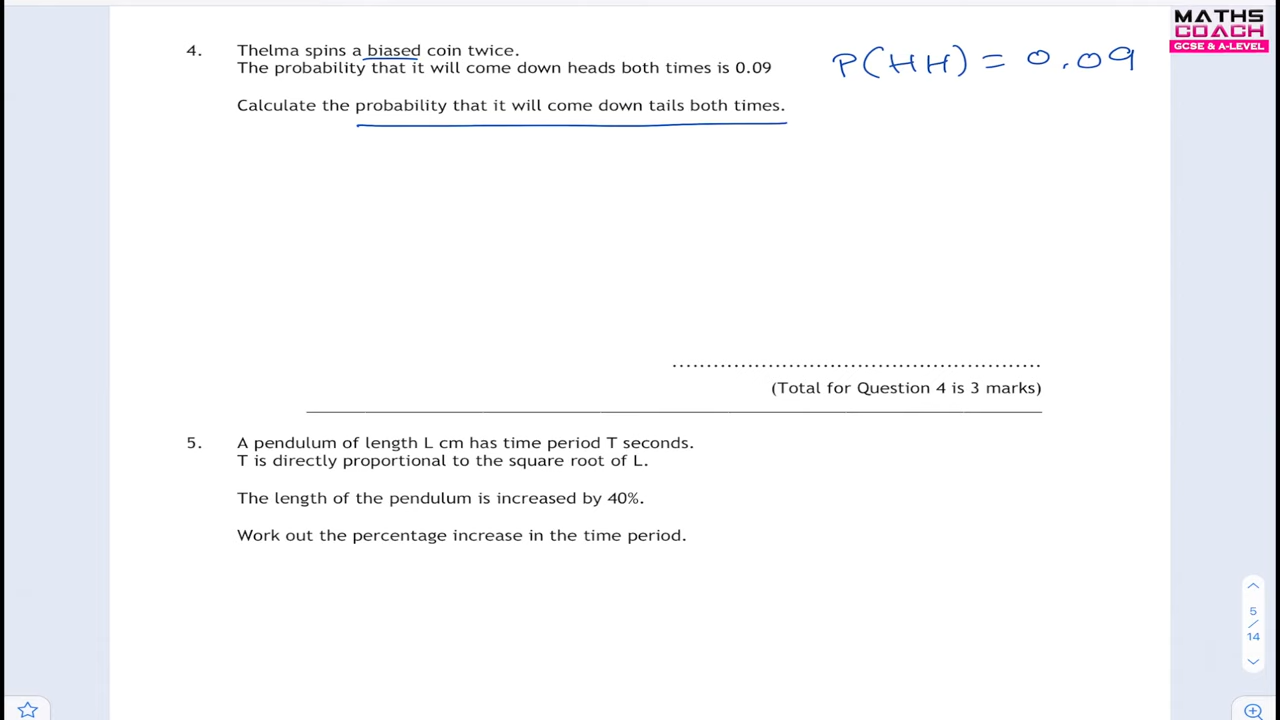 MATHS
COACH
GCSE & A-LEVEL
4. Thelma spins a biased coin twice.
The probability that it will come down heads both times is 0.09
P(HH) = 0.09
Calculate the probability that it will come down tails both times.
....................................................
(Total for Question 4 is 3 marks)
5. A pendulum of length L cm has time period T seconds.
T is directly proportional to the square root of L.
The length of the pendulum is increased by 40%.
Work out the percentage increase in the time period.
5
/
14